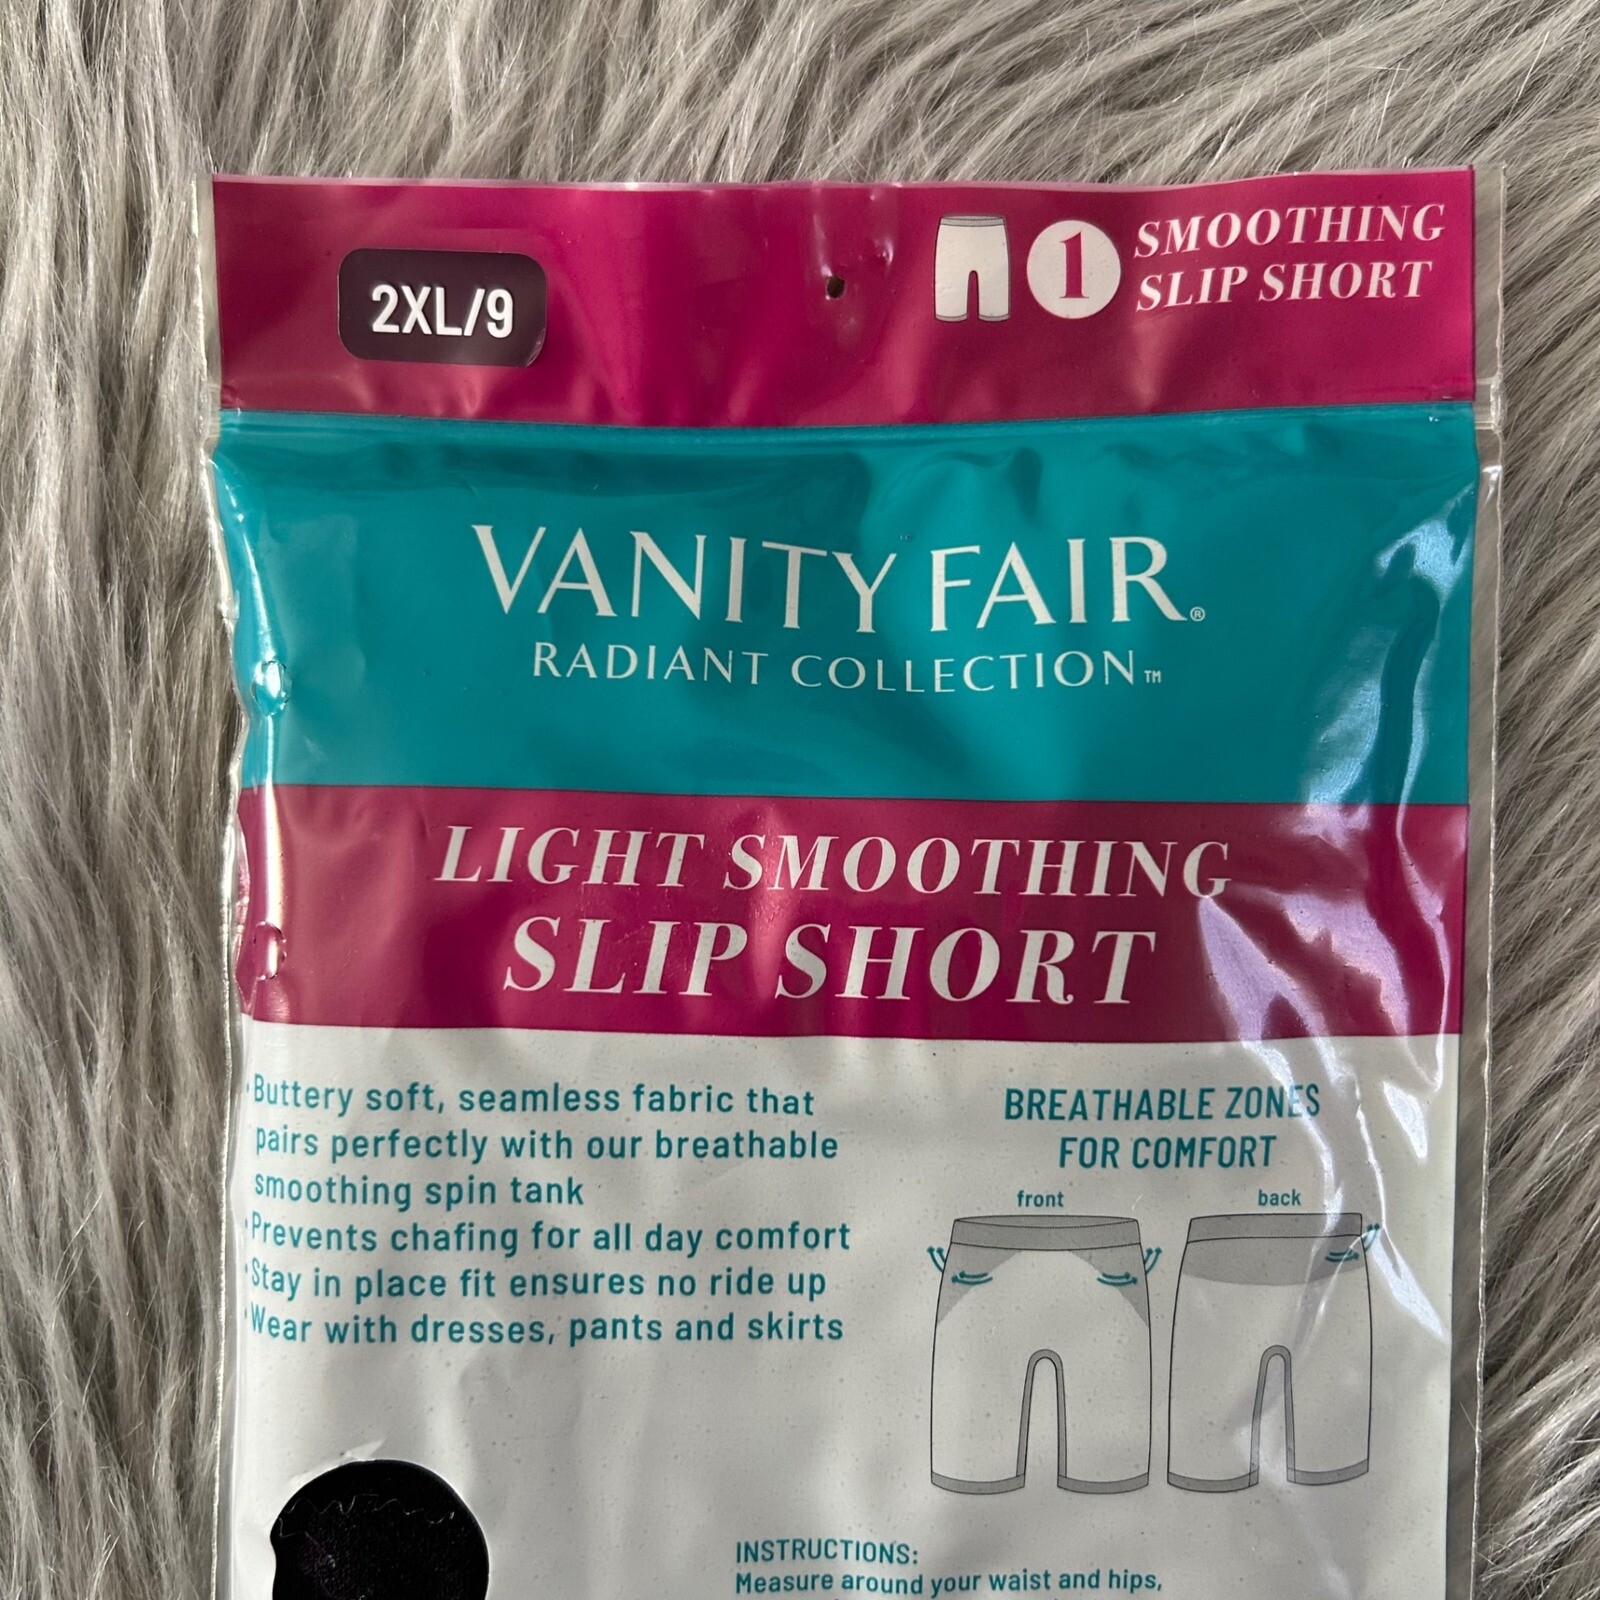 2XL/9
1
SMOOTHING
SLIP SHORT
VANITY FAIR®
RADIANT COLLECTION™
LIGHT SMOOTHING
SLIP SHORT
•Buttery soft, seamless fabric that
pairs perfectly with our breathable
smoothing spin tank
•Prevents chafing for all day comfort
•Stay in place fit ensures no ride up
•Wear with dresses, pants and skirts
BREATHABLE ZONES
FOR COMFORT
front
back
INSTRUCTIONS:
Measure around your waist and hips,